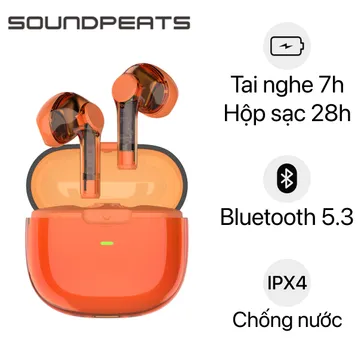 SOUNDPEATS
Tai nghe 7h
Hộp sạc 28h
Bluetooth 5.3
IPX4
Chống nước